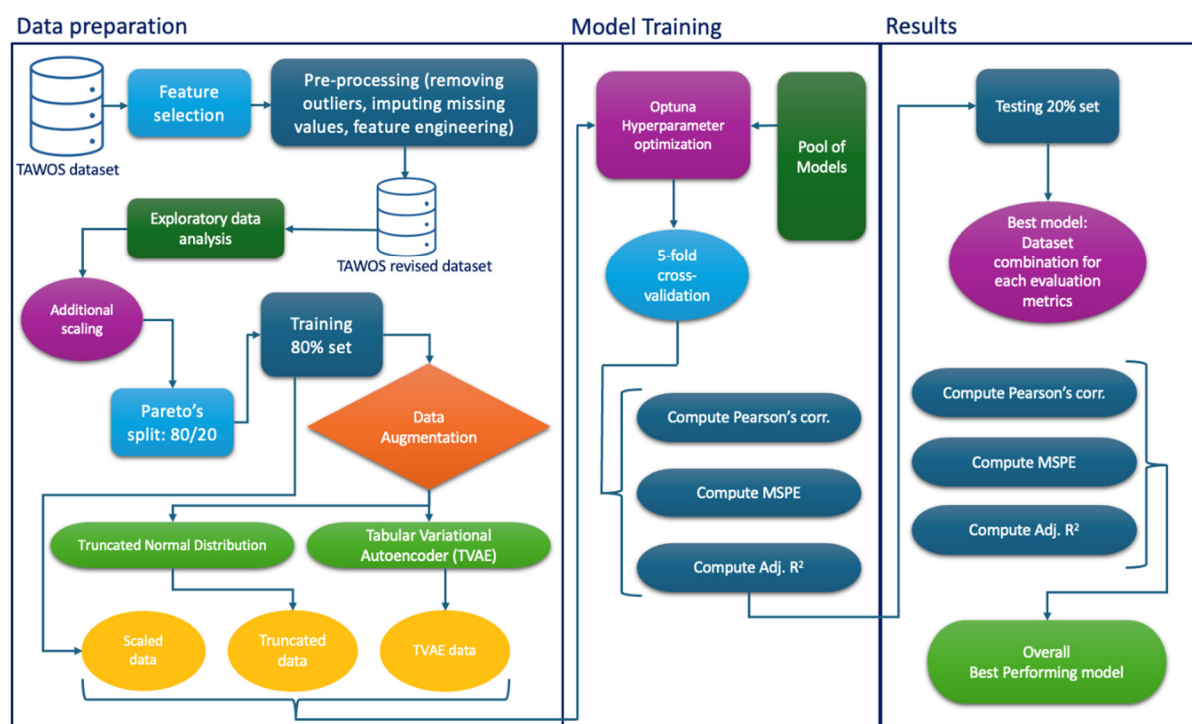 Data preparation
Model Training
Results
TAWOS dataset
Feature
selection
Pre-processing (removing
outliers, imputing missing
values, feature engineering)
TAWOS revised dataset
Exploratory data
analysis
Additional
scaling
Pareto's
split: 80/20
Training
80% set
Data
Augmentation
Truncated Normal Distribution
Tabular Variational
Autoencoder (TVAE)
Scaled
data
Truncated
data
TVAE data
Optuna
Hyperparameter
optimization
Pool of
Models
5-fold
cross-
validation
Compute Pearson's corr.
Compute MSPE
Compute Adj. R²
Testing 20% set
Best model:
Dataset
combination for
each evaluation
metrics
Compute Pearson's corr.
Compute MSPE
Compute Adj. R²
Overall
Best Performing model